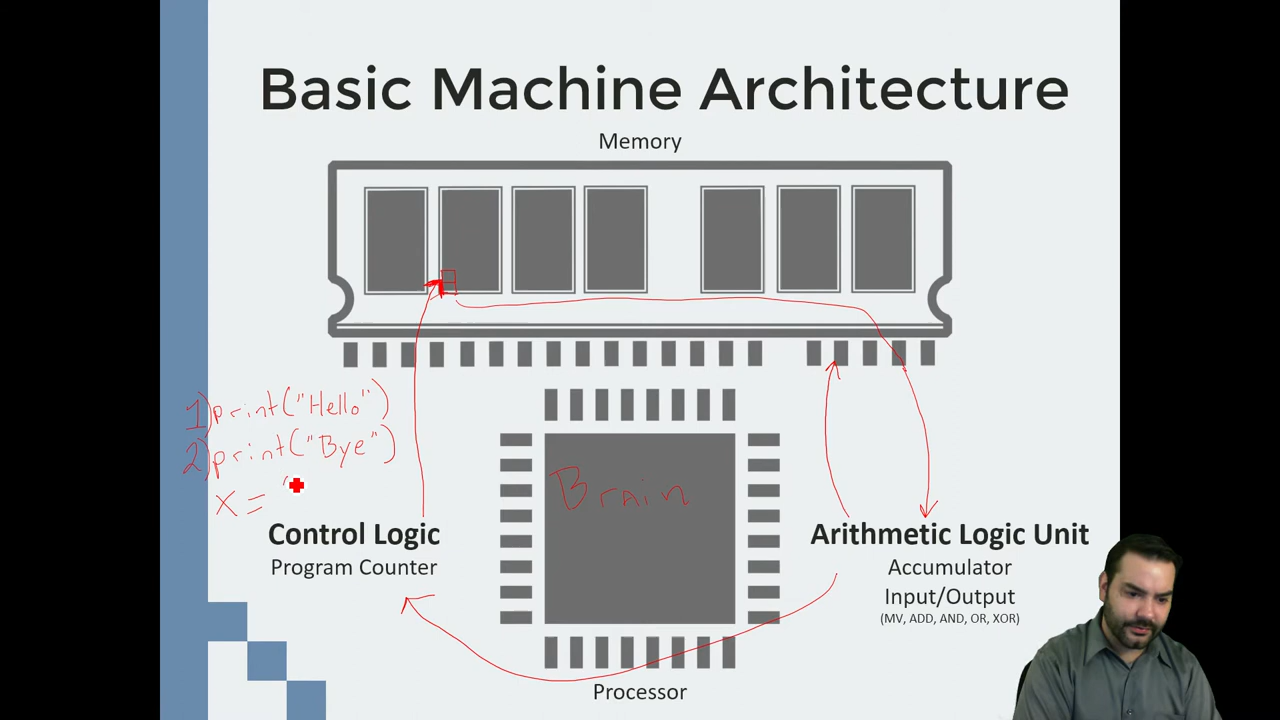 Basic Machine Architecture
Memory
1) print("Hello")
2) print("Bye")
x = "
Brain
Control Logic
Program Counter
Arithmetic Logic Unit
Accumulator
Input/Output
(MV, ADD, AND, OR, XOR)
Processor